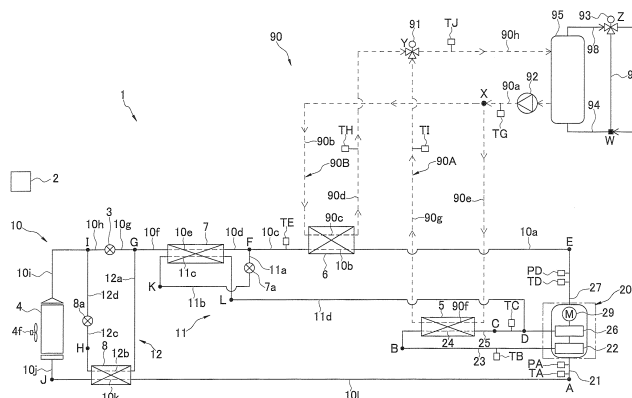 91
Y
TJ
90h
95
93
Z
98
90
92
90a
X
TG
94
W
9
1
2
90b
90B
TH
90d
TI
90A
90g
90e
10
10h
I
3
10g
G
10f
10e
7
10d
F
10c
TE
90c
6
10b
10a
E
10i
12a
11c
11a
7a
K
11b
L
11d
12d
8a
12c
H
8
12b
12
11
4
4f
10j
J
10k
10l
5
90f
24
B
C
TC
D
25
23
TB
PD
TD
27
20
M
29
26
22
PA
TA
21
A